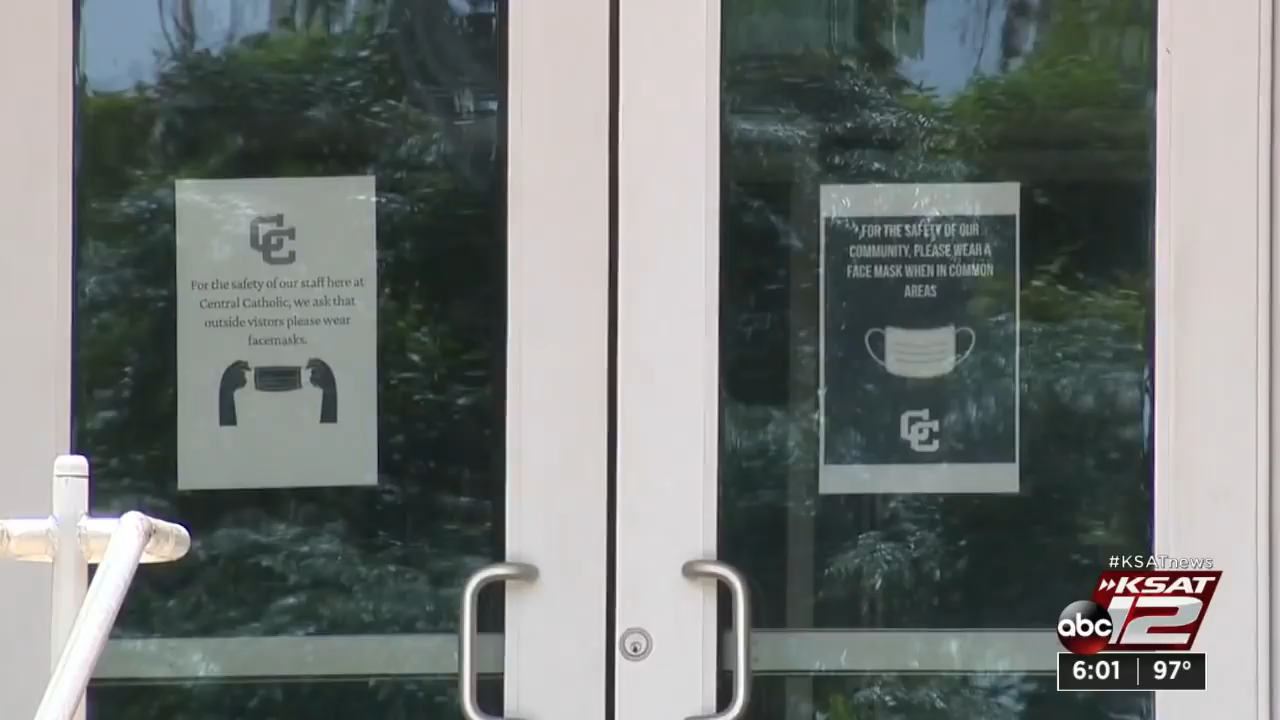 CC
For the safety of our staff here at
Central Catholic, we ask that
outside vistors please wear
facemasks.
FOR THE SAFETY OF OUR
COMMUNITY, PLEASE WEAR A
FACE MASK WHEN IN COMMON
AREAS
CC
#KSATnews
KSAT
abc 12
6:01 97°